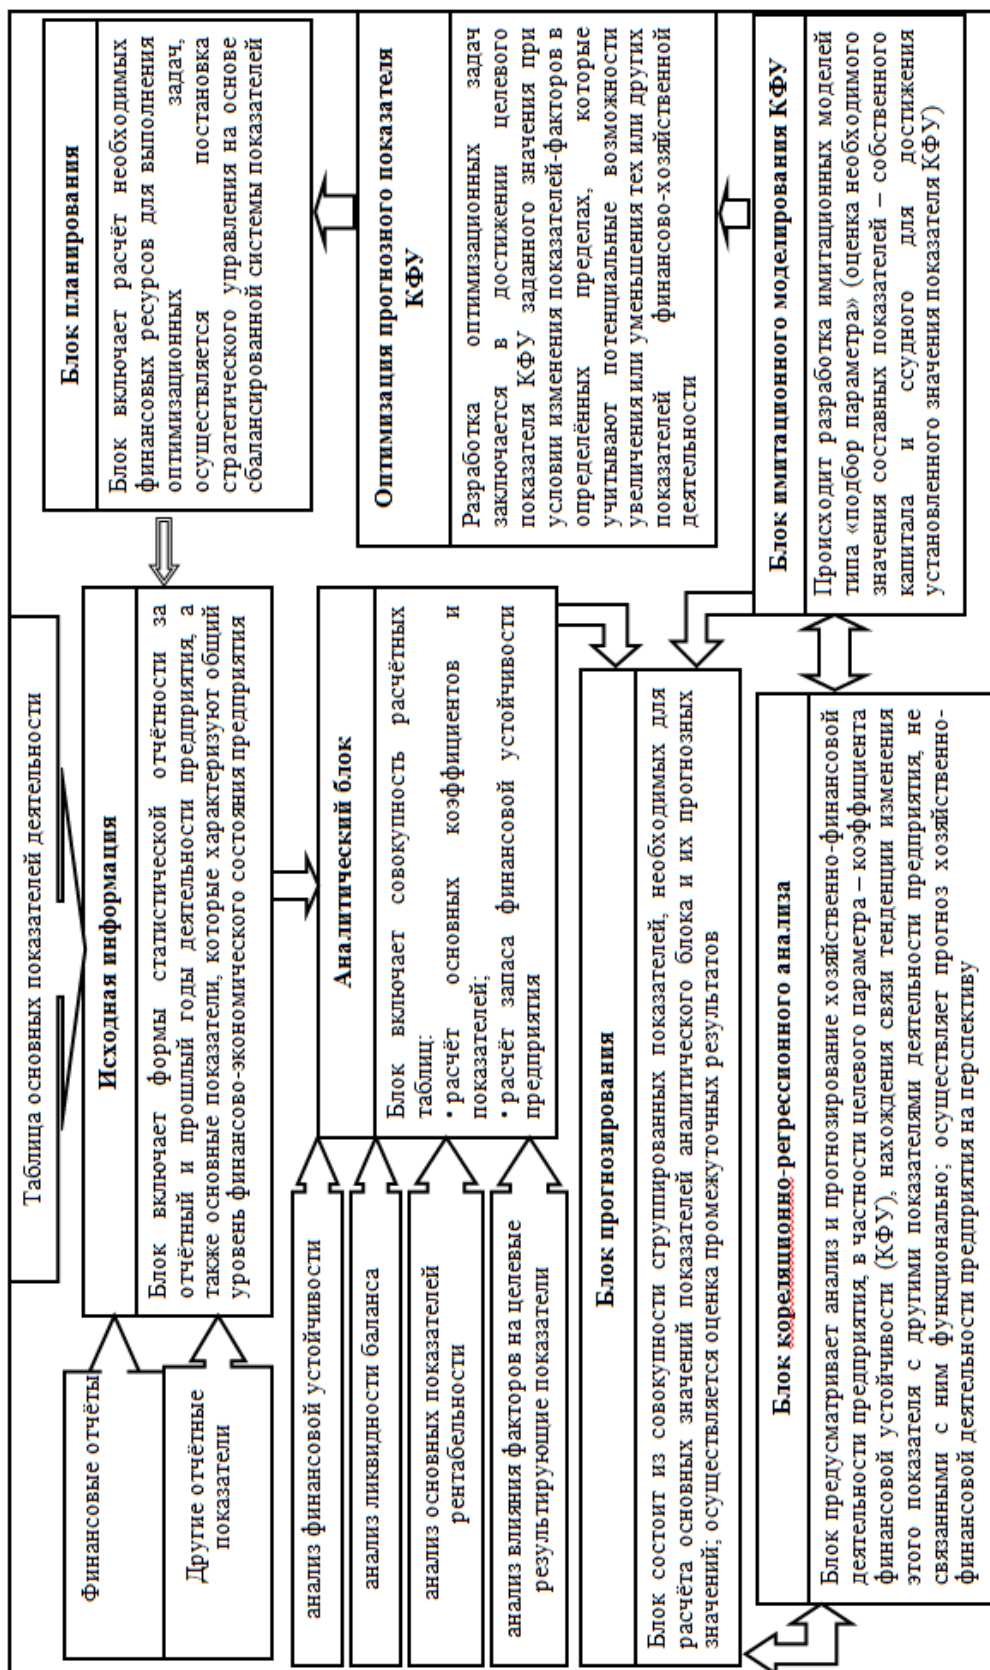 Таблица основных показателей деятельности
Финансовые отчёты
Другие отчётные
показатели
Исходная информация
Блок включает формы статистической отчётности за
отчётный и прошлый годы деятельности предприятия, а
также основные показатели, которые характеризуют общий
уровень финансово-экономического состояния предприятия
Блок планирования
Блок включает расчёт необходимых
финансовых ресурсов для выполнения
оптимизационных задач,
осуществляется постановка
стратегического управления на основе
сбалансированной системы показателей
анализ финансовой устойчивости
анализ ликвидности баланса
анализ основных показателей
рентабельности
анализ влияния факторов на целевые
результирующие показатели
Аналитический блок
Блок включает совокупность расчётных
таблиц:
• расчёт основных коэффициентов и
показателей;
• расчёт запаса финансовой устойчивости
предприятия
Оптимизация прогнозного показателя
КФУ
Разработка оптимизационных задач
заключается в достижении целевого
показателя КФУ заданного значения при
условии изменения показателей-факторов в
определённых пределах, которые
учитывают потенциальные возможности
увеличения или уменьшения тех или других
показателей финансово-хозяйственной
деятельности
Блок прогнозирования
Блок состоит из совокупности сгруппированных показателей, необходимых для
расчёта основных значений показателей аналитического блока и их прогнозных
значений; осуществляется оценка промежуточных результатов
Блок кореляционно-регрессионного анализа
Блок предусматривает анализ и прогнозирование хозяйственно-финансовой
деятельности предприятия, в частности целевого параметра – коэффициента
финансовой устойчивости (КФУ), нахождения связи тенденции изменения
этого показателя с другими показателями деятельности предприятия, не
связанными с ним функционально; осуществляет прогноз хозяйственно-
финансовой деятельности предприятия на перспективу
Блок имитационного моделирования КФУ
Происходит разработка имитационных моделей
типа «подбор параметра» (оценка необходимого
значения составных показателей – собственного
капитала и ссудного для достижения
установленного значения показателя КФУ)